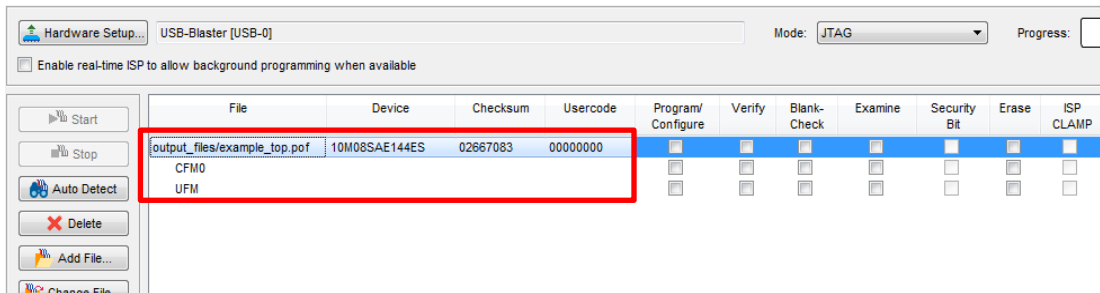 Hardware Setup... USB-Blaster [USB-0] Mode: JTAG Progress:
Enable real-time ISP to allow background programming when available
File Device Checksum Usercode Program/ Configure Verify Blank- Check Examine Security Bit Erase ISP CLAMP
Start
output_files/example_top.pof 10M08SAE144ES 02667083 00000000
Stop
CFM0
UFM
Auto Detect
Delete
Add File...
Change File